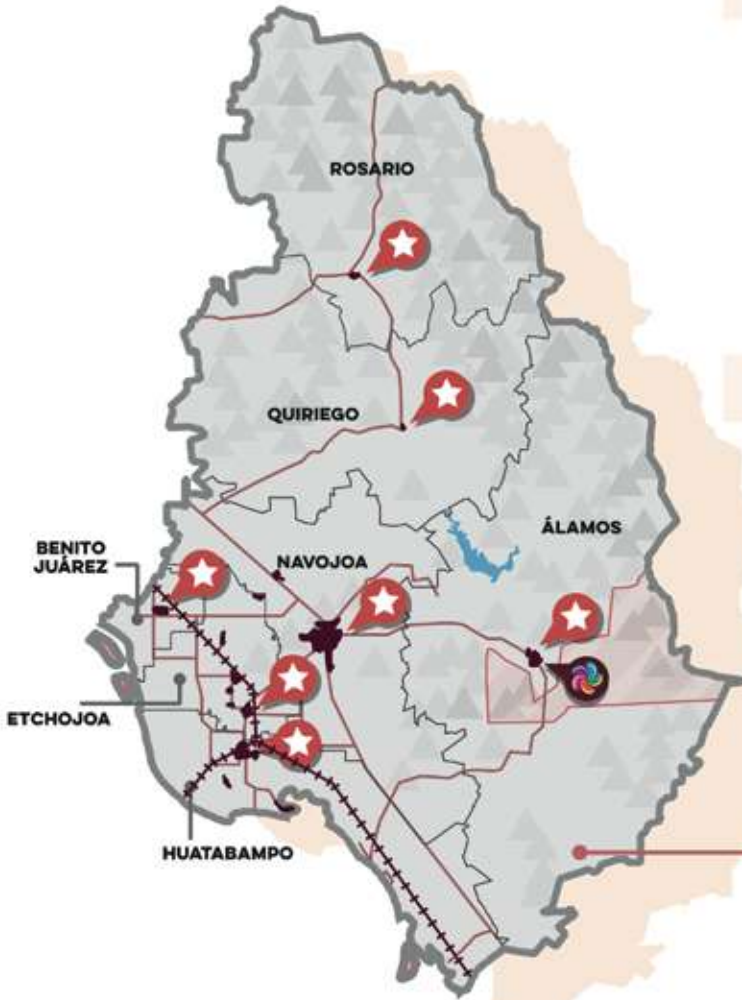 ROSARIO
QUIRIEGO
ÁLAMOS
BENITO
JUÁREZ
NAVOJOA
ETCHOJOA
HUATABAMPO